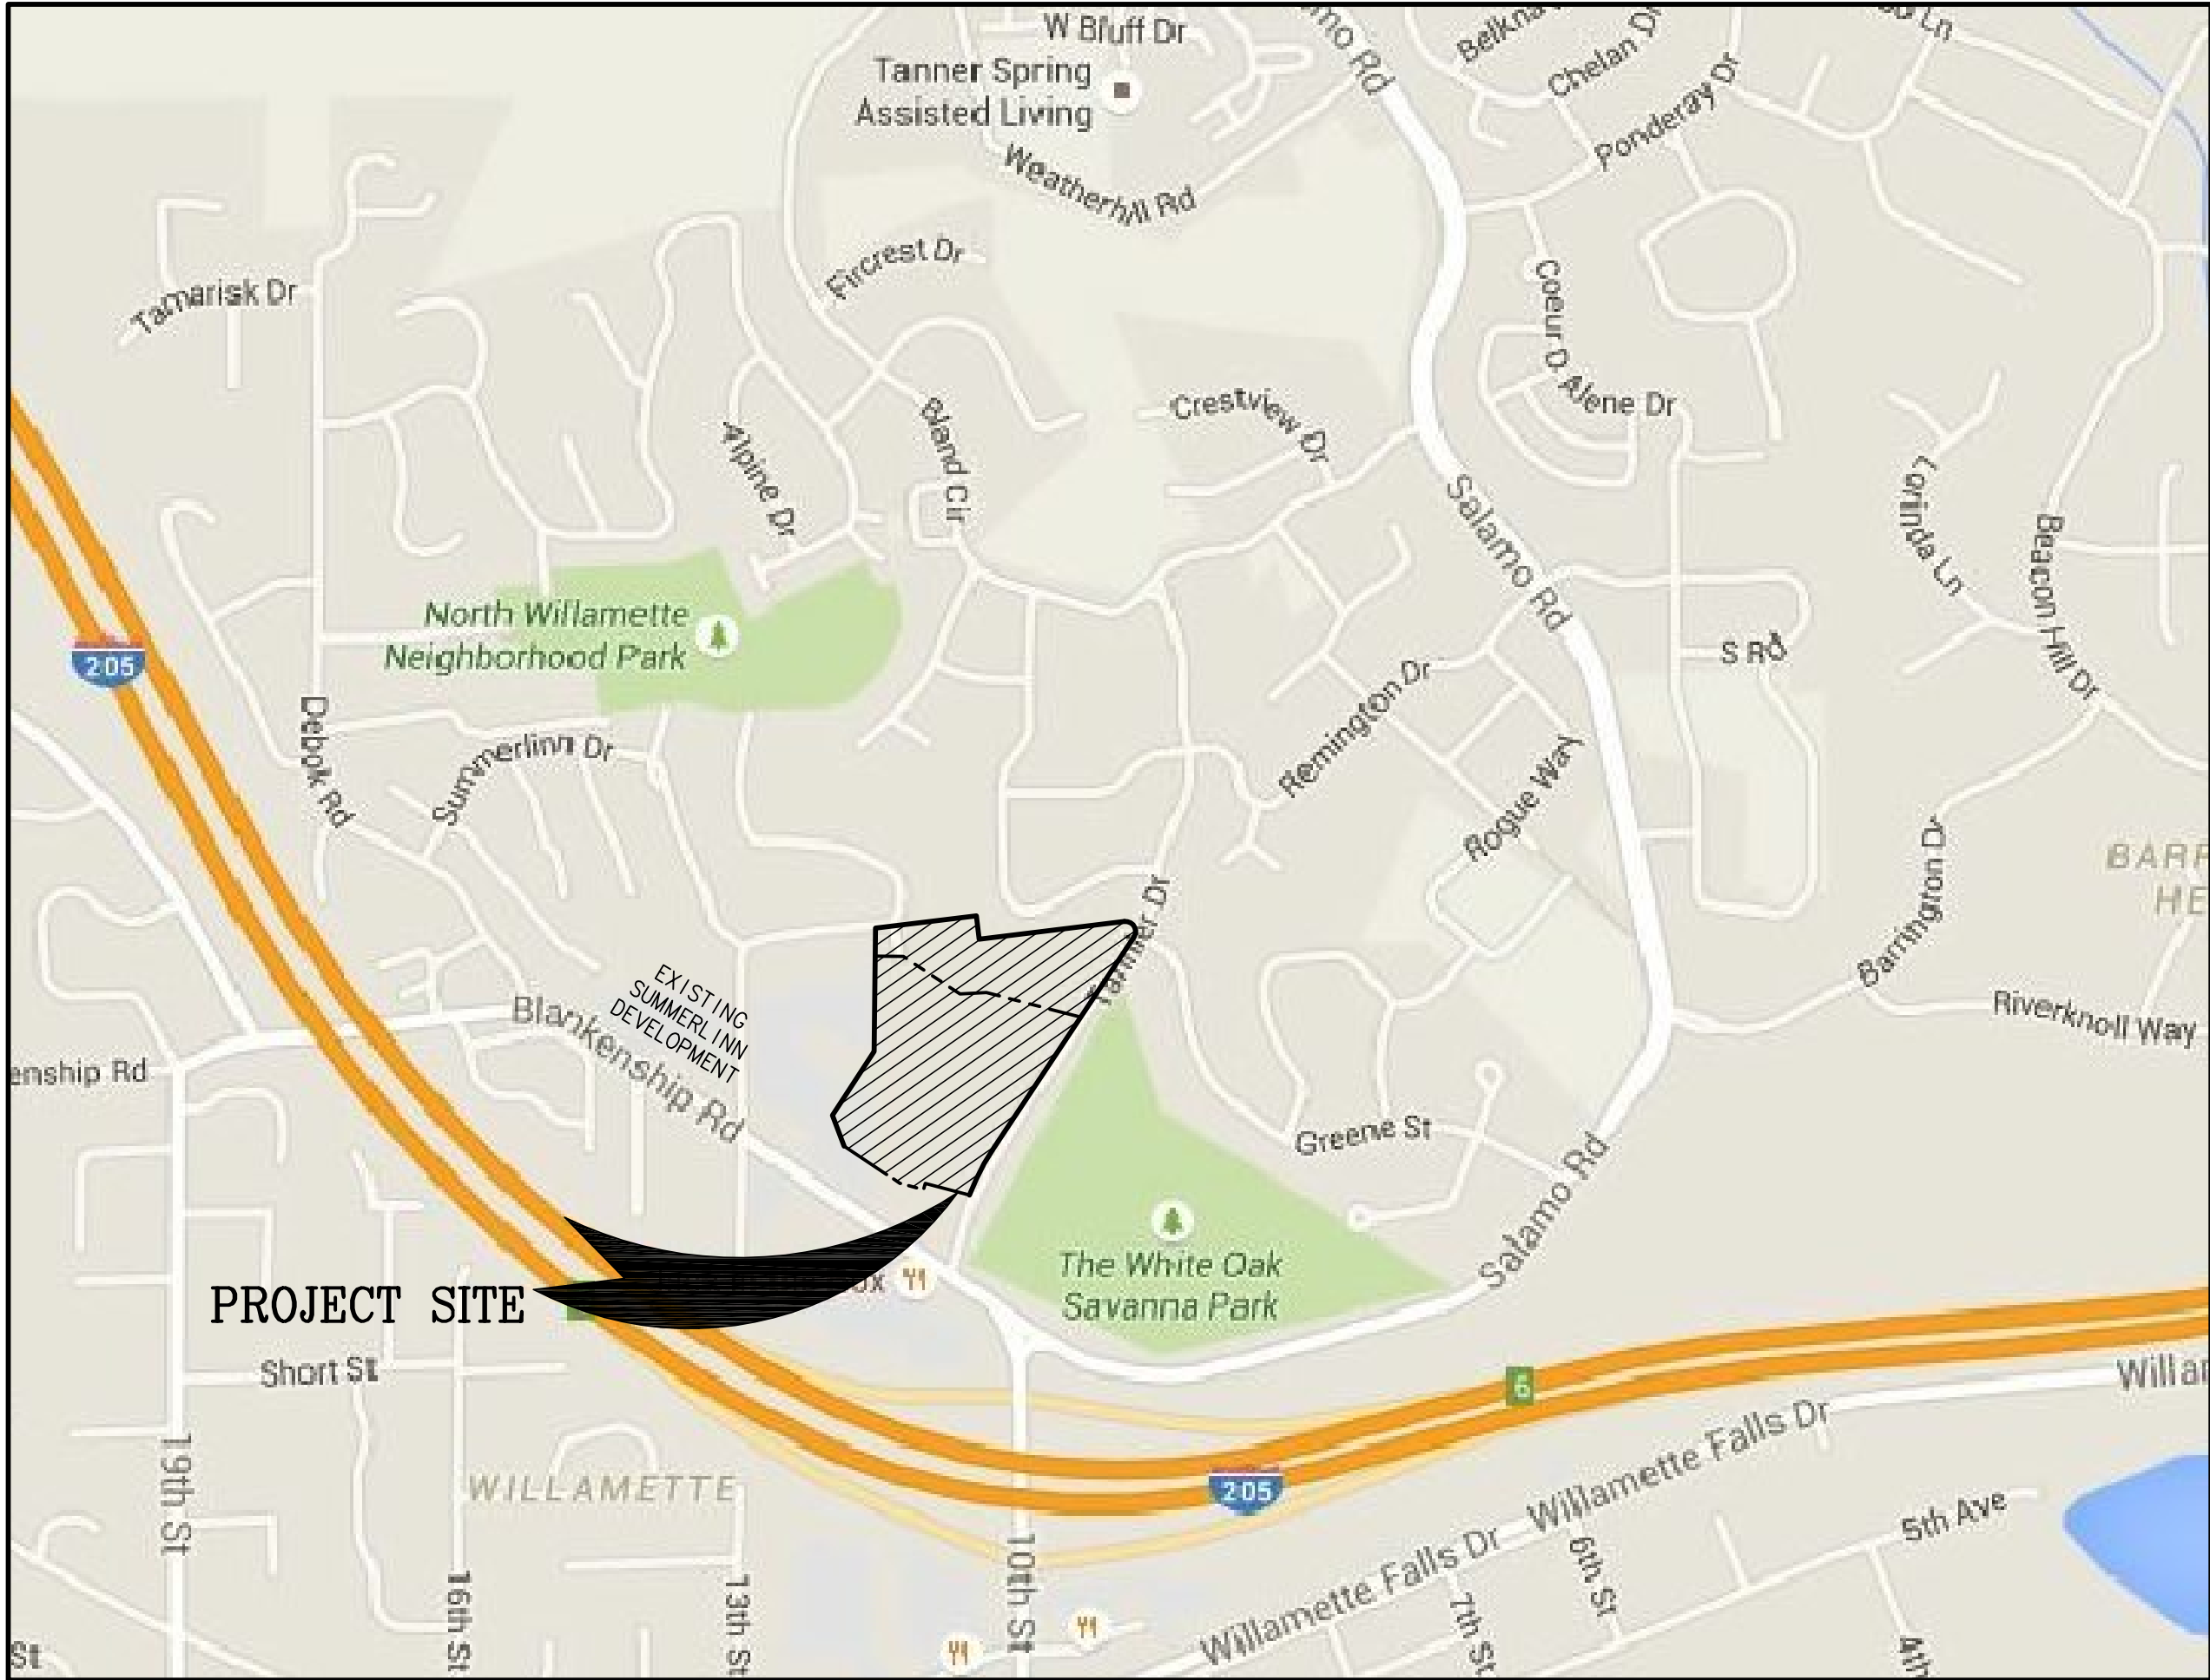 W Bluff Dr
Tanner Spring
Assisted Living
Weatherhill Rd
Chelan Dr
Ponderay Dr
Fircrest Dr
Tamarisk Dr
Coeur D Alene Dr
Crestview Dr
Bland Cir
Alpine Dr
Salamo Rd
Larinda Ln
Beacon Hill Dr
North Willamette
Neighborhood Park
205
S Rd
Remington Dr
Debok Rd
Summerlinn Dr
Rogue Way
BARR
HE
Barrington Dr
Tanner Dr
EXISTING
SUMMERLINN
DEVELOPMENT
Blankenship Rd
Riverknoll Way
enship Rd
Greene St
Salamo Rd
The White Oak
Savanna Park
PROJECT SITE
Short St
6
Willamette Falls Dr
19th St
WILLAMETTE
205
5th Ave
10th St
Willamette Falls Dr
6th St
16th St
13th St
7th St
4th
St